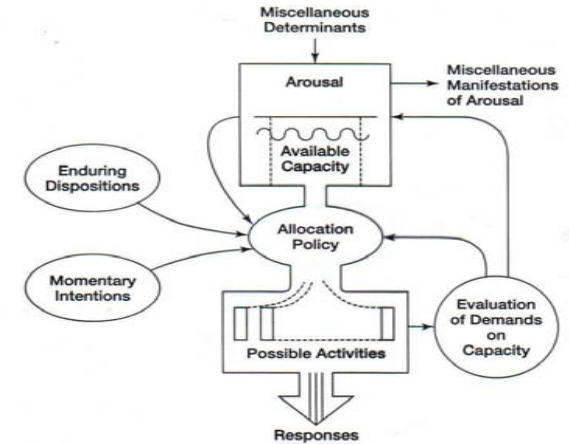 Miscellaneous
Determinants
Arousal
Miscellaneous
Manifestations
of Arousal
Available
Capacity
Enduring
Dispositions
Allocation
Policy
Momentary
Intentions
Evaluation
of Demands
on
Capacity
Possible Activities
Responses